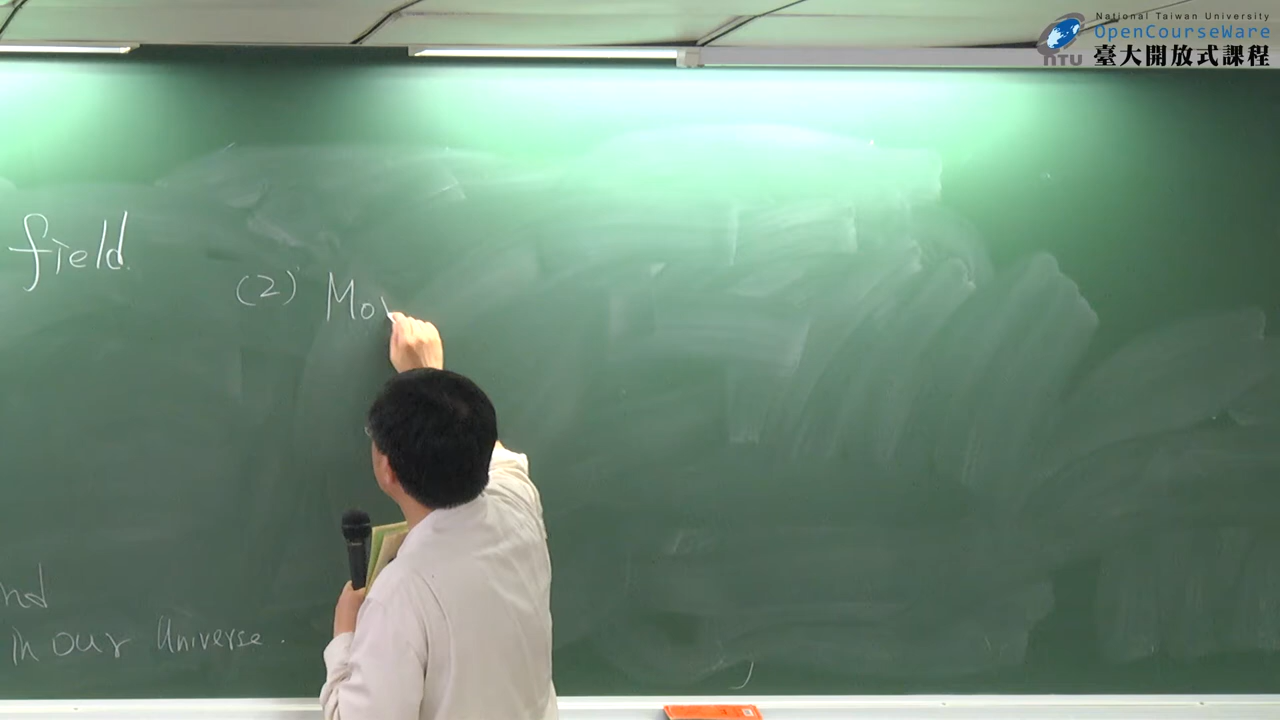 National Taiwan University
OpenCourseWare
NTU 臺大開放式課程
field.
(2) Mo
nd
in our Universe.